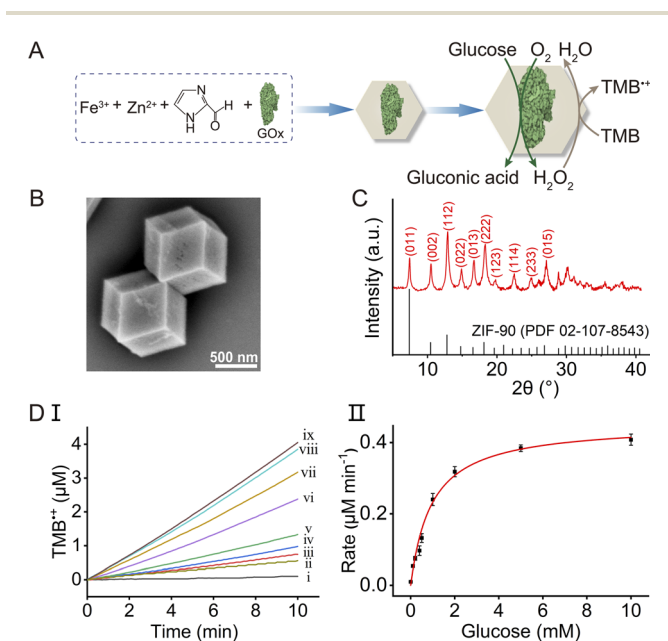 A
Fe³⁺ + Zn²⁺ + N NH O H + GOx
Glucose O₂ H₂O
TMB•⁺
TMB
Gluconic acid H₂O₂
B
500 nm
C
Intensity (a.u.)
(011) (002) (112) (022) (013) (222) (123) (114) (233) (015)
ZIF-90 (PDF 02-107-8543)
10 20 30 40
2θ (°)
D I
TMB•⁺ (μM)
4
3
2
1
0
ix
viii
vii
vi
v
iv
iii
ii
i
0 2 4 6 8 10
Time (min)
II
Rate (μM min⁻¹)
0.4
0.2
0.0
0 2 4 6 8 10
Glucose (mM)